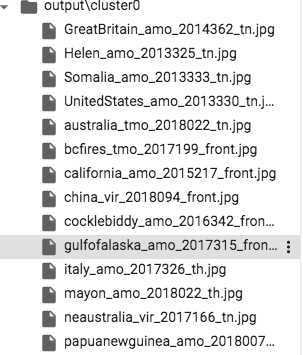 output\cluster0
GreatBritain_amo_2014362_tn.jpg
Helen_amo_2013325_tn.jpg
Somalia_amo_2013333_tn.jpg
UnitedStates_amo_2013330_tn.j...
australia_tmo_2018022_tn.jpg
bcfires_tmo_2017199_front.jpg
california_amo_2015217_front.jpg
china_vir_2018094_front.jpg
cocklebiddy_amo_2016342_fron...
gulfofalaska_amo_2017315_fron...
italy_amo_2017326_th.jpg
mayon_amo_2018022_th.jpg
neaustralia_vir_2017166_tn.jpg
papuanewguinea_amo_2018007...